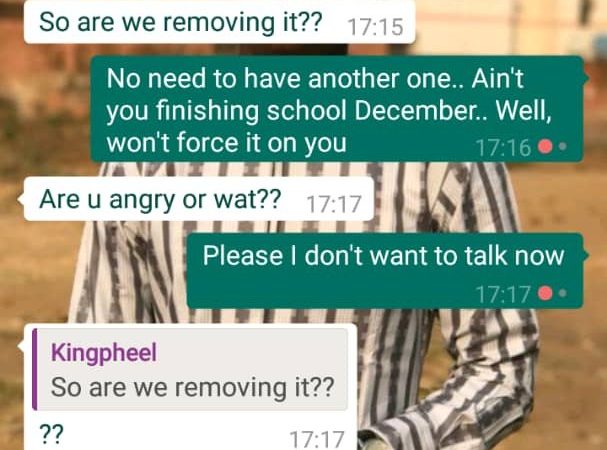 So are we removing it?? 17:15
No need to have another one.. Ain't
you finishing school December.. Well,
won't force it on you 17:16
Are u angry or wat?? 17:17
Please I don't want to talk now
17:17
Kingpheel
So are we removing it??
?? 17:17